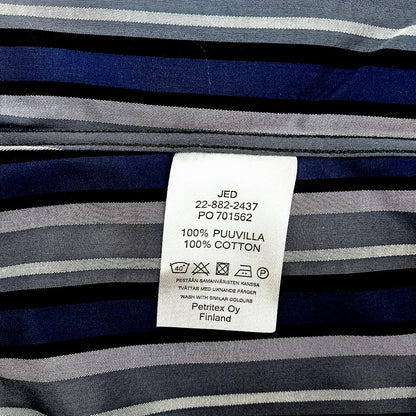 JED
22-882-2437
PO 701562
100% PUUVILLA
100% COTTON
40° P
PESTÄÄN SAMANVÄRISTEN KANSSA
TVÄTTAS MED LIKNANDE FÄRGER
WASH WITH SIMILAR COLOURS
Petritex Oy
Finland